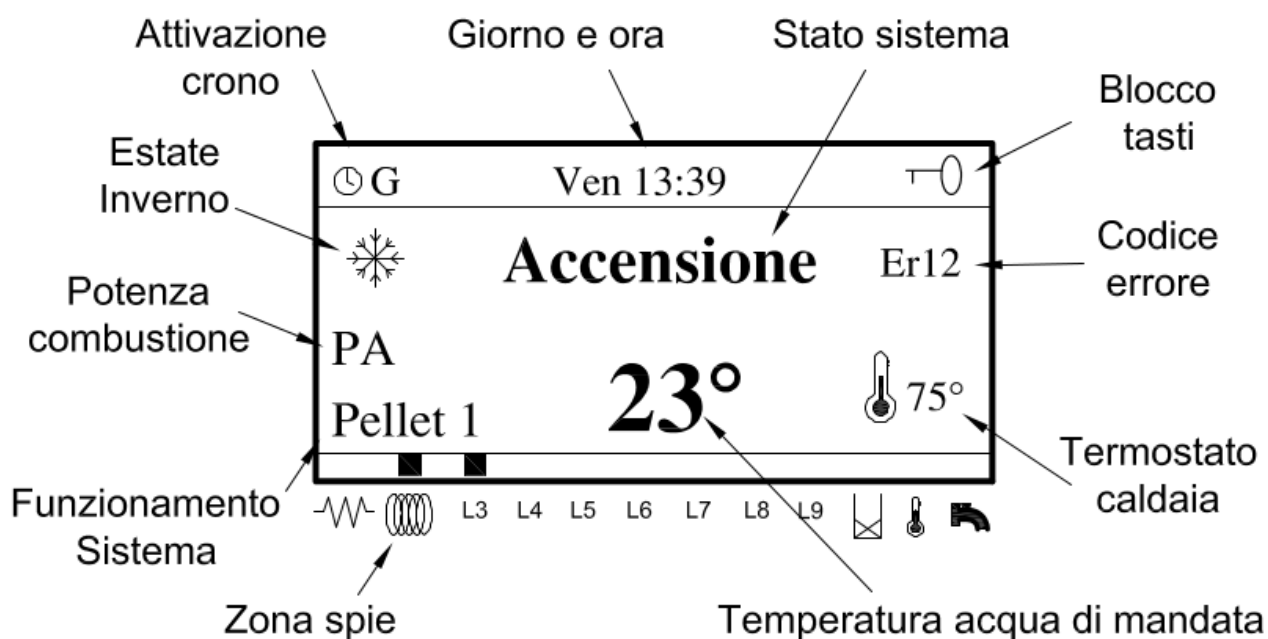 Attivazione
crono
Giorno e ora
Stato sistema
Blocco
tasti
Estate
Inverno
G
Ven 13:39
Accensione
Er12
Codice
errore
Potenza
combustione
PA
23°
75°
Pellet 1
Termostato
caldaia
Funzionamento
Sistema
L3 L4 L5 L6 L7 L8 L9
Zona spie
Temperatura acqua di mandata